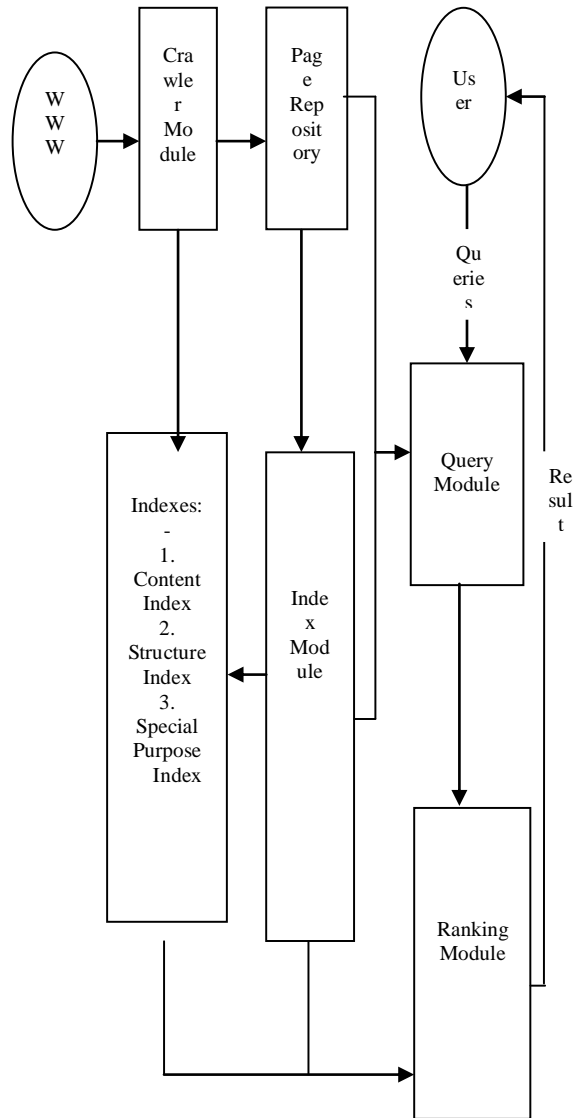 W
W
W
Cra
wle
r
Mo
dule
Pag
e
Rep
osit
ory
Us
er
Qu
erie
s
Query
Module
Re
sul
t
Indexes:
-
1.
Content
Index
2.
Structure
Index
3.
Special
Purpose
Index
Inde
x
Mod
ule
Ranking
Module